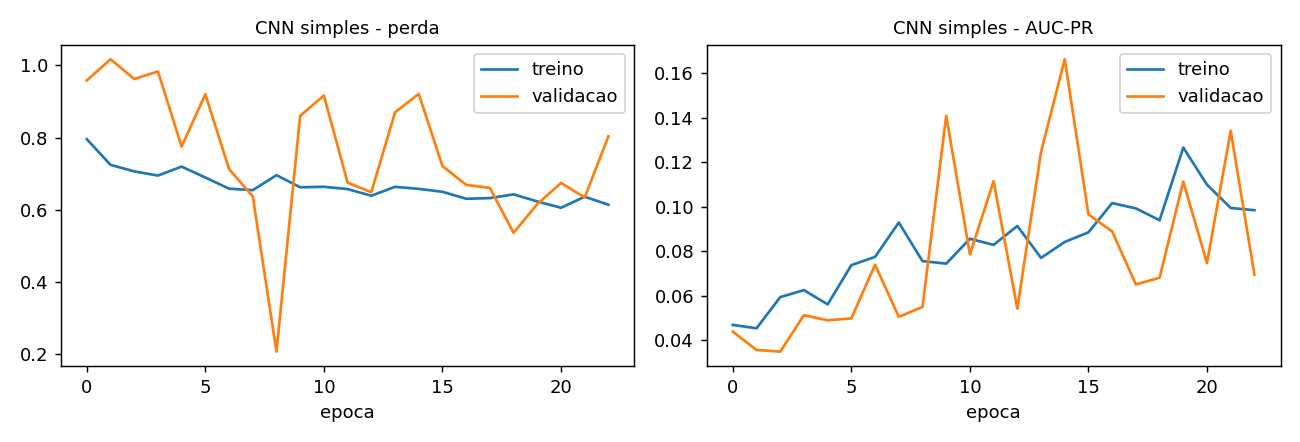 CNN simples - perda
treino
validacao
1.0
0.8
0.6
0.4
0.2
0
5
10
15
20
epoca
CNN simples - AUC-PR
treino
validacao
0.16
0.14
0.12
0.10
0.08
0.06
0.04
0
5
10
15
20
epoca